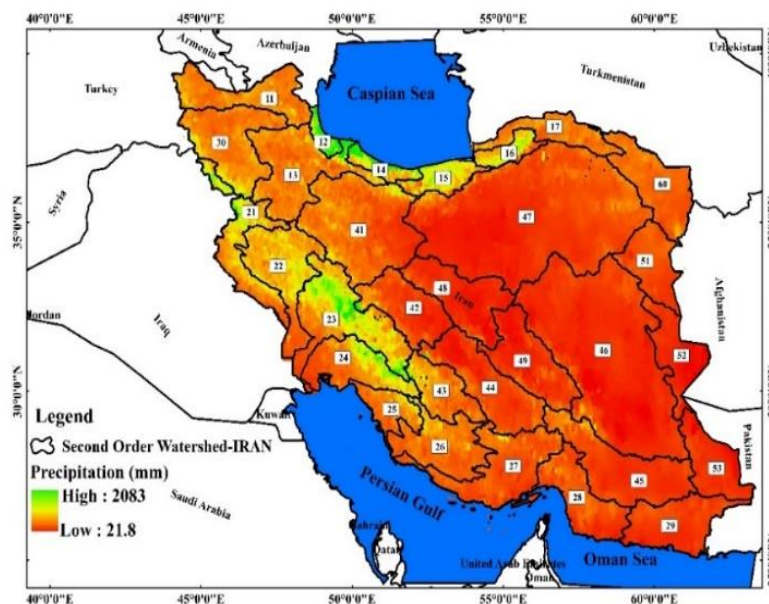 40°0'0"E 45°0'0"E 50°0'0"E 55°0'0"E 60°0'0"E
Armenia
Azerbaijan
Uzbekistan
Turkey
Caspian Sea
Turkmenistan
11
17
12
30
16
14
13
15
60
Syria
21
47
35°0'0"N
41
22
51
48
Afghanistan
Iran
42
Jordan
23
Iraq
46
52
24
49
30°0'0"N
43
44
Legend
Kuwait
25
Second Order Watershed-IRAN
26
Pakistan
Precipitation (mm)
27
45
53
High : 2083
28
Saudi Arabia
Persian Gulf
Low : 21.8
29
Bahrain
Qatar
Oman Sea
United Arab Emirates
Oman
45°0'0"E 50°0'0"E 55°0'0"E 60°0'0"E